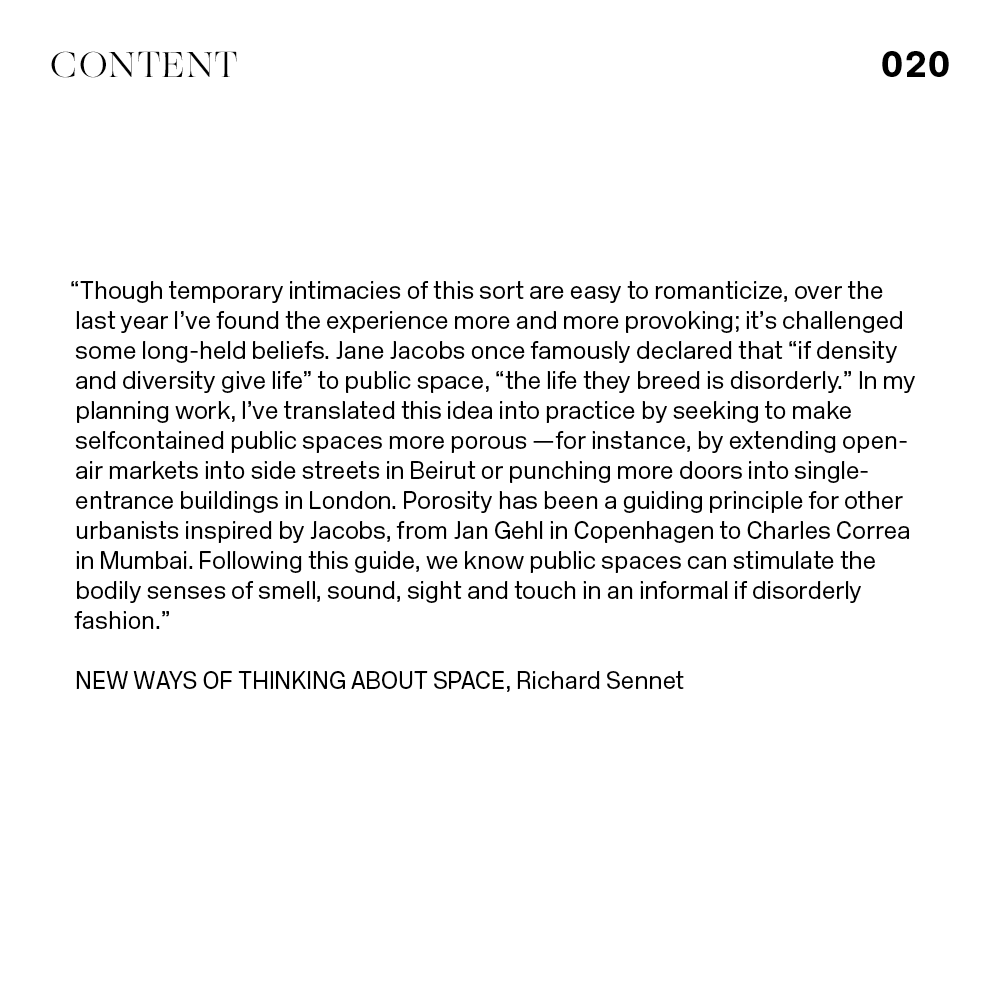 CONTENT
020
“Though temporary intimacies of this sort are easy to romanticize, over the
last year I’ve found the experience more and more provoking; it’s challenged
some long-held beliefs. Jane Jacobs once famously declared that “if density
and diversity give life” to public space, “the life they breed is disorderly.” In my
planning work, I’ve translated this idea into practice by seeking to make
selfcontained public spaces more porous —for instance, by extending open-
air markets into side streets in Beirut or punching more doors into single-
entrance buildings in London. Porosity has been a guiding principle for other
urbanists inspired by Jacobs, from Jan Gehl in Copenhagen to Charles Correa
in Mumbai. Following this guide, we know public spaces can stimulate the
bodily senses of smell, sound, sight and touch in an informal if disorderly
fashion.”
NEW WAYS OF THINKING ABOUT SPACE, Richard Sennet